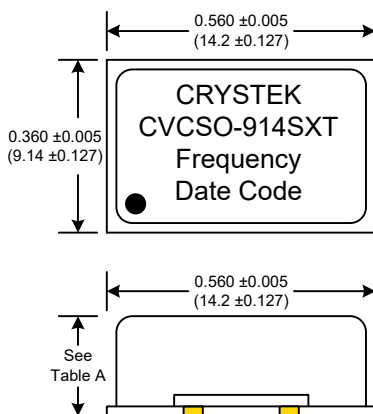 0.560 ±0.005
(14.2 ±0.127)
0.360 ±0.005
(9.14 ±0.127)
CRYSTEK
CVCSO-914SXT
Frequency
Date Code
0.560 ±0.005
(14.2 ±0.127)
See
Table A